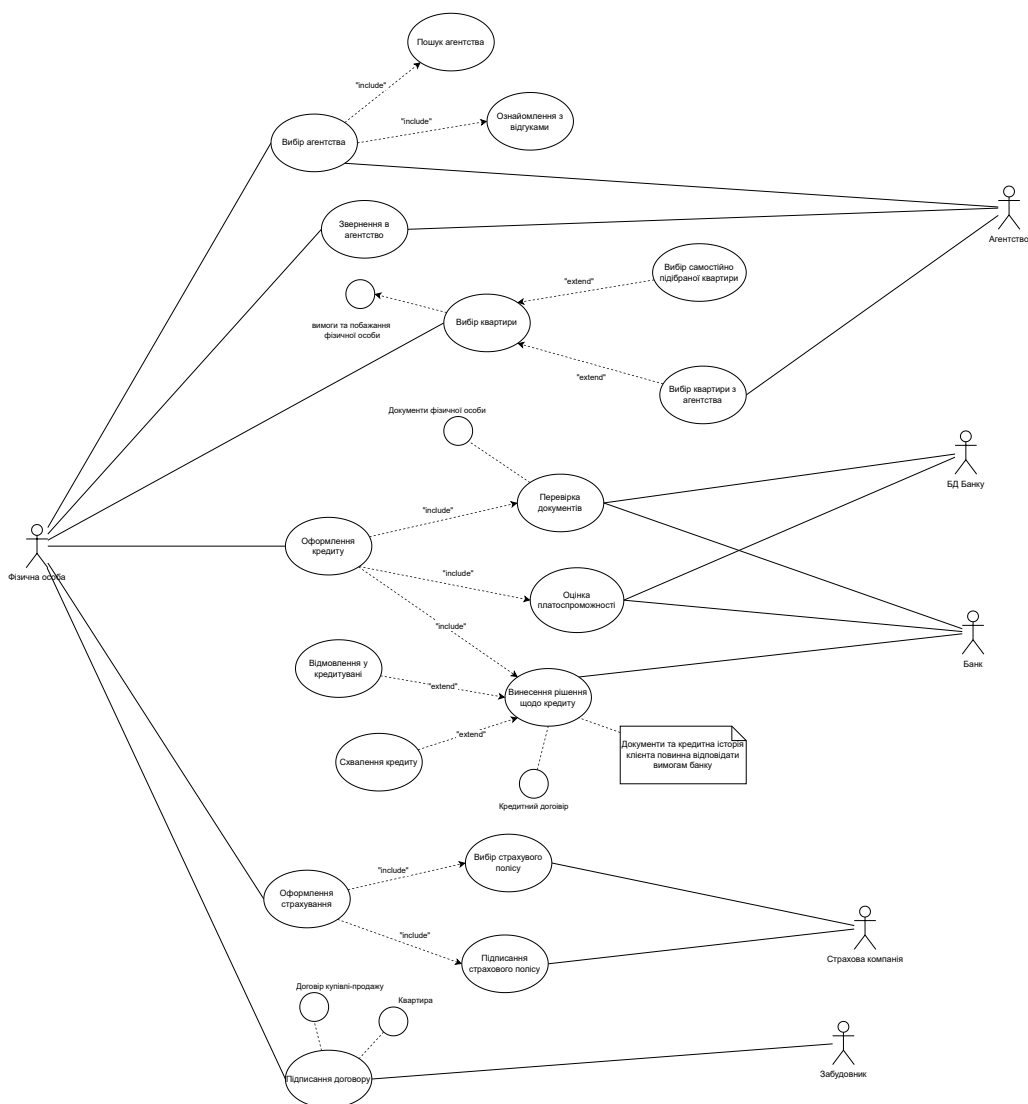 Пошук агентства
"include"
Ознайомлення з
відгуками
"include"
Вибір агентства
Агентство
Звернення в
агентство
Вибір самостійно
підібраної квартири
"extend"
вимоги та побажання
фізичної особи
Вибір квартири
"extend"
Вибір квартири з
агентства
Документи фізичної особи
БД Банку
Перевірка
документів
"include"
Оформлення
кредиту
Фізична особа
"include"
Оцінка
платоспроможності
"include"
Банк
Відмовлення у
кредитувані
"extend"
Винесення рішення
щодо кредиту
"extend"
Схвалення кредиту
Документи та кредитна історія
клієнта повинна відповідати
вимогам банку
Кредитний догоівір
Вибір страхувого
полісу
"include"
Оформлення
страхування
"include"
Підписання
страхового полісу
Страхова компанія
Договір купівлі-продажу
Квартира
Підписання договору
Забудовник